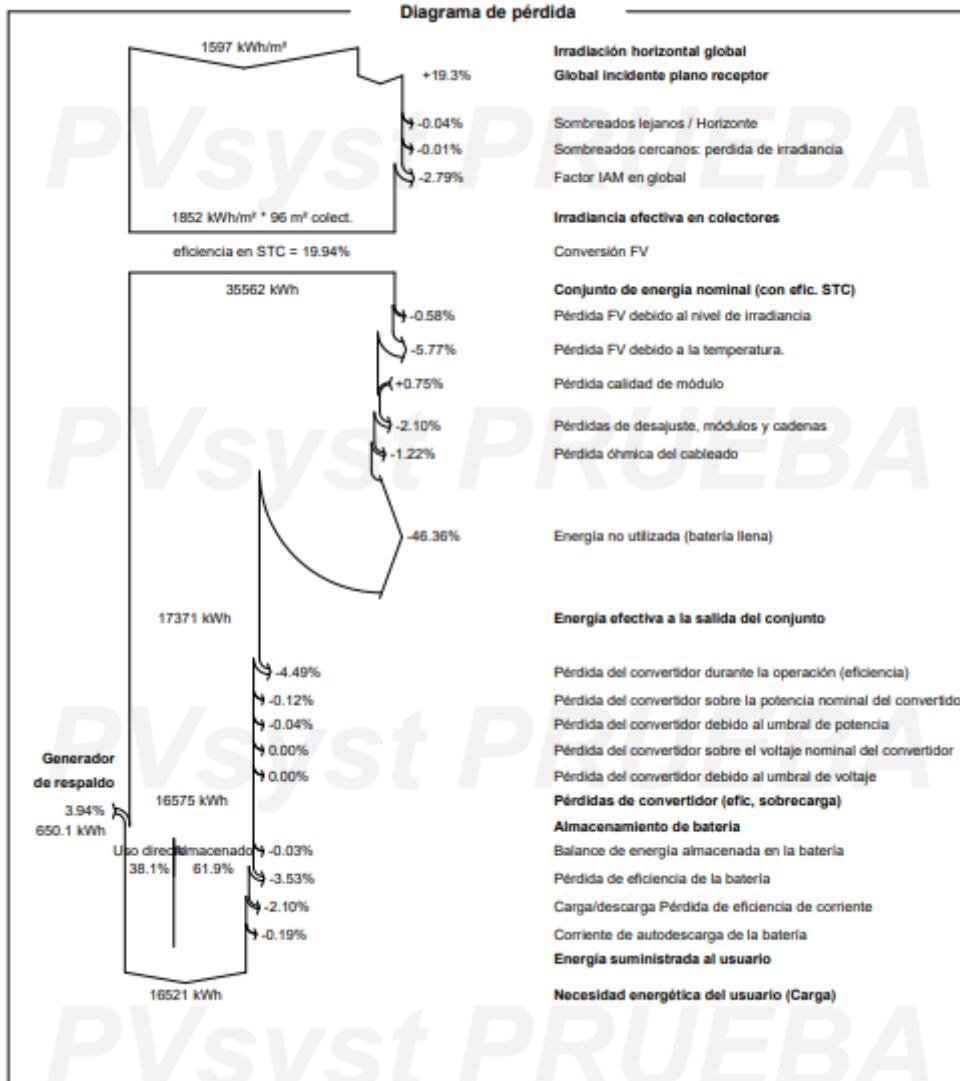 Diagrama de pérdida
1597 kWh/m²
Irradiación horizontal global
+19.3% Global incidente plano receptor
-0.04% Sombreados lejanos / Horizonte
-0.01% Sombreados cercanos: perdida de irradiancia
-2.79% Factor IAM en global
1852 kWh/m² * 96 m² colect. Irradiancia efectiva en colectores
eficiencia en STC = 19.94% Conversión FV
35562 kWh Conjunto de energía nominal (con efic. STC)
-0.58% Pérdida FV debido al nivel de irradiancia
-5.77% Pérdida FV debido a la temperatura.
+0.75% Pérdida calidad de módulo
-2.10% Pérdidas de desajuste, módulos y cadenas
-1.22% Pérdida óhmica del cableado
-46.36% Energía no utilizada (batería llena)
17371 kWh Energía efectiva a la salida del conjunto
-4.49% Pérdida del convertidor durante la operación (eficiencia)
-0.12% Pérdida del convertidor sobre la potencia nominal del convertido
-0.04% Pérdida del convertidor debido al umbral de potencia
0.00% Pérdida del convertidor sobre el voltaje nominal del convertidor
0.00% Pérdida del convertidor debido al umbral de voltaje
Generador
de respaldo
3.94%
650.1 kWh
16575 kWh Pérdidas de convertidor (efic, sobrecarga)
Almacenamiento de batería
Uso directo Almacenado
38.1% 61.9%
-0.03% Balance de energía almacenada en la batería
-3.53% Pérdida de eficiencia de la batería
-2.10% Carga/descarga Pérdida de eficiencia de corriente
-0.19% Corriente de autodescarga de la batería
Energía suministrada al usuario
16521 kWh Necesidad energética del usuario (Carga)
PVsyst PRUEBA
PVsyst PRUEBA
PVsyst PRUEBA
PVsyst PRUEBA